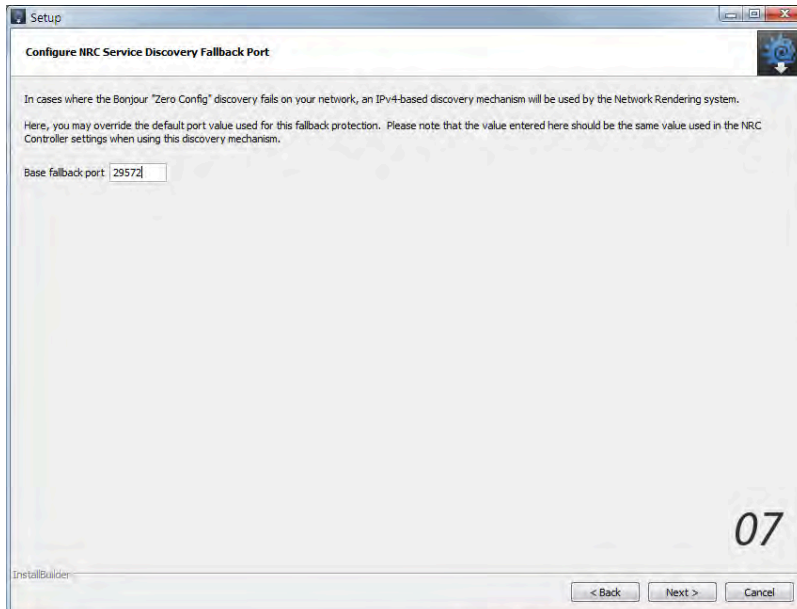 Setup
Configure NRC Service Discovery Fallback Port
In cases where the Bonjour "Zero Config" discovery fails on your network, an IPv4-based discovery mechanism will be used by the Network Rendering system.
Here, you may override the default port value used for this fallback protection. Please note that the value entered here should be the same value used in the NRC
Controller settings when using this discovery mechanism.
Base fallback port 29572
07
InstallBuilder
< Back Next > Cancel